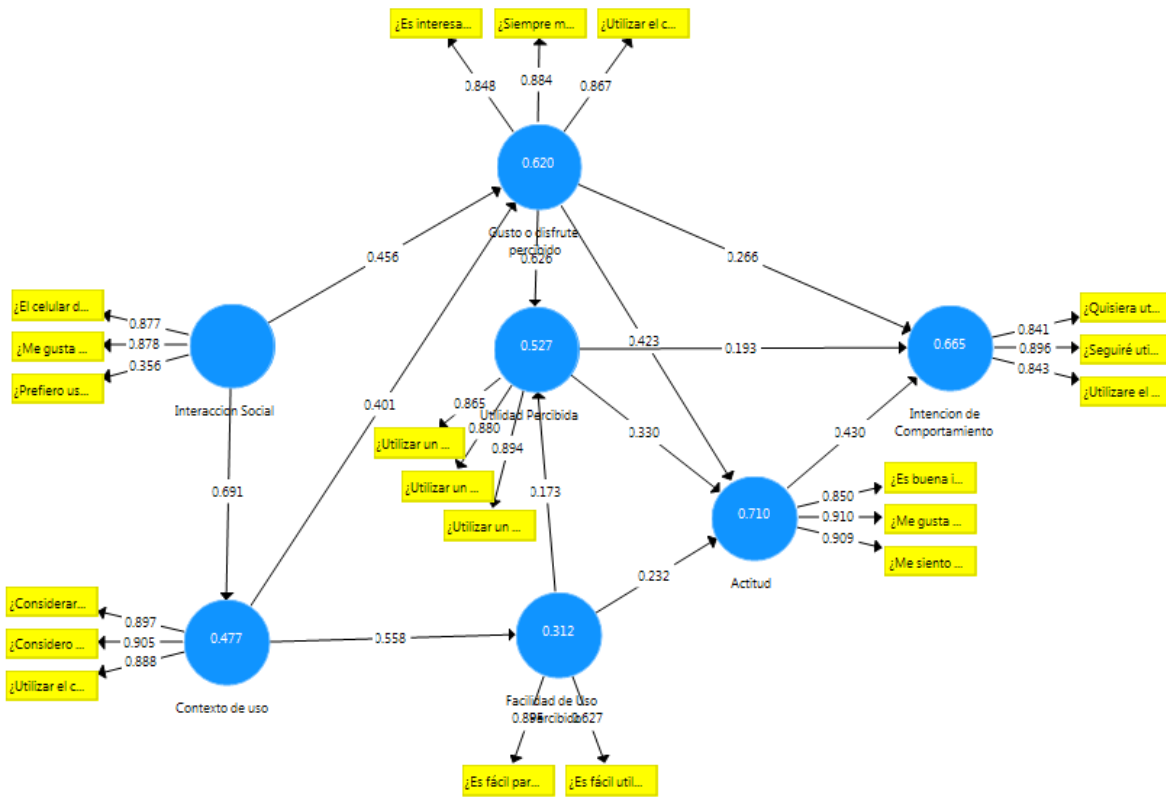 ¿Es interesa...
¿Siempre m...
¿Utilizar el c...
0.848
0.884
0.867
0.620
Gusto o disfrute
percibido
0.626
0.456
0.266
¿El celular d...
¿Me gusta ...
¿Prefiero us...
0.877
0.878
0.356
Interaccion Social
0.527
Utilidad Percibida
0.423
0.193
0.665
Intencion de
Comportamiento
0.841
0.896
0.843
¿Quisiera ut...
¿Seguiré uti...
¿Utilizare el ...
0.401
0.865
0.880
0.894
¿Utilizar un ...
¿Utilizar un ...
¿Utilizar un ...
0.330
0.430
0.691
0.173
0.710
Actitud
0.850
0.910
0.909
¿Es buena i...
¿Me gusta ...
¿Me siento ...
0.232
¿Considerar...
¿Considero ...
¿Utilizar el c...
0.897
0.905
0.888
0.477
Contexto de uso
0.558
0.312
Facilidad de Uso
Percibido
0.627
¿Es fácil par...
¿Es fácil util...